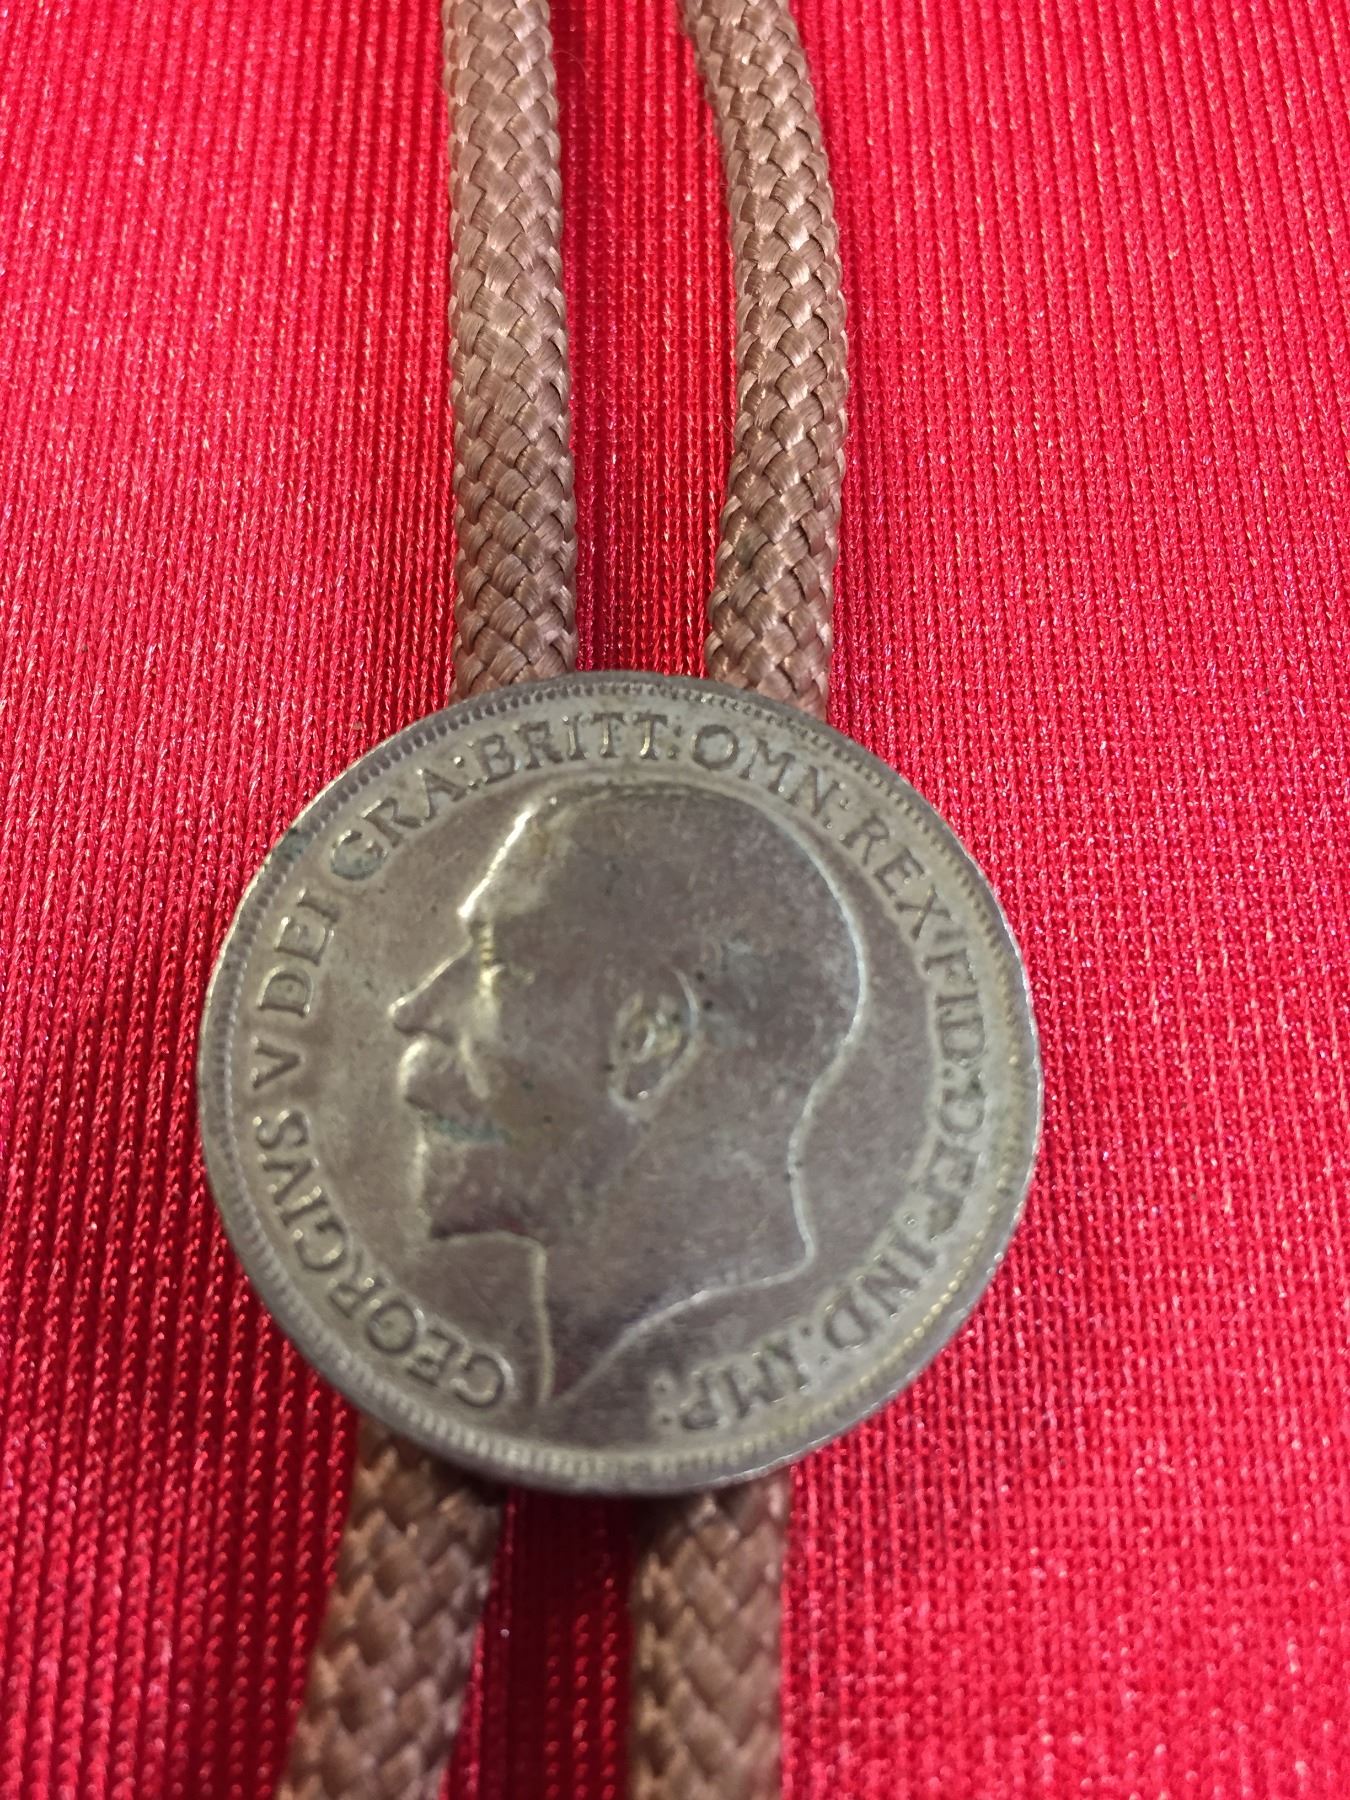 GEORGIVS V DEI GRA: BRITT: OMN: REX FID: DEF: IND: IMP: